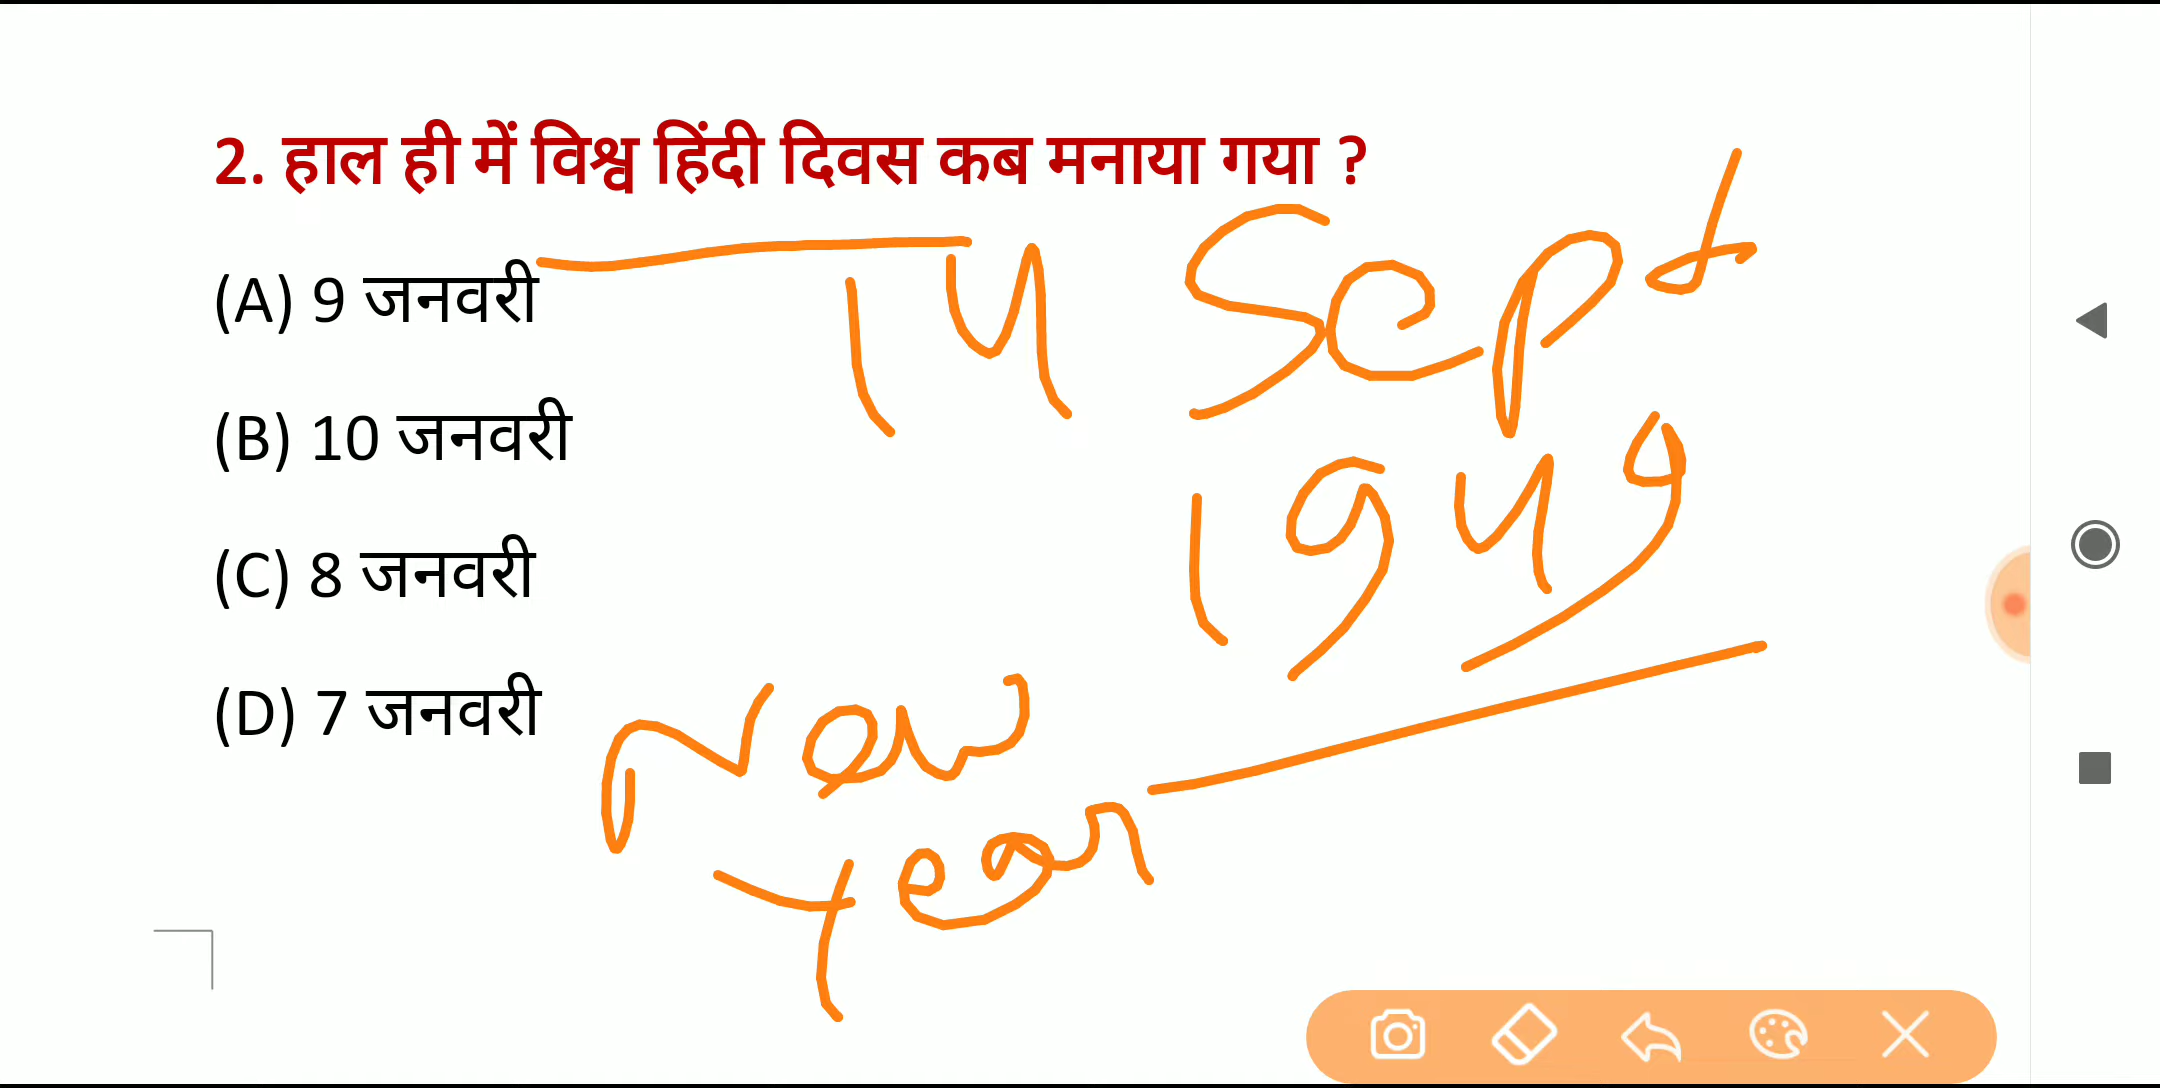 2. हाल ही में विश्व हिंदी दिवस कब मनाया गया ?
14 Sept
(A) 9 जनवरी
(B) 10 जनवरी
1949
(C) 8 जनवरी
(D) 7 जनवरी
New
Year